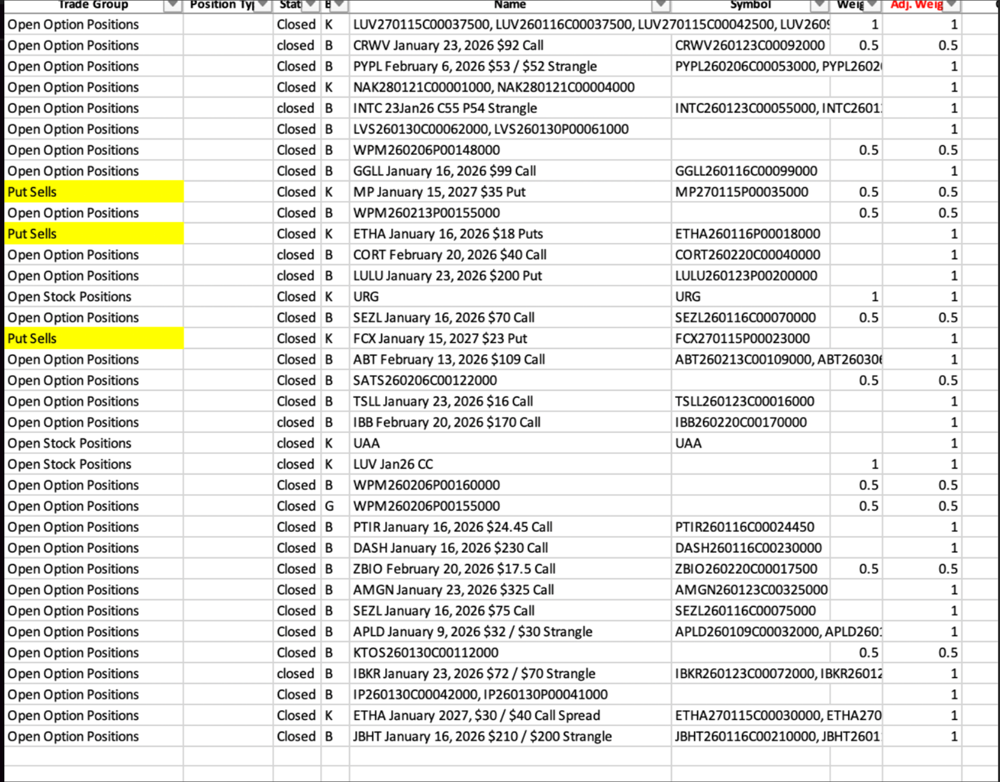 Trade Group Position Ty Stat B Name Symbol Weig Adj. Weig
Open Option Positions Closed K LUV270115C00037500, LUV260116C00037500, LUV270115C00042500, LUV2609 1 1
Open Option Positions closed B CRWV January 23, 2026 $92 Call CRWV260123C00092000 0.5 0.5
Open Option Positions Closed B PYPL February 6, 2026 $53 / $52 Strangle PYPL260206C00053000, PYPL2602 1
Open Option Positions Closed K NAK280121C00001000, NAK280121C00004000 1
Open Option Positions closed B INTC 23Jan26 C55 P54 Strangle INTC260123C00055000, INTC2601 1
Open Option Positions Closed B LVS260130C00062000, LVS260130P00061000 1
Open Option Positions Closed B WPM260206P00148000 0.5 0.5
Open Option Positions Closed B GGLL January 16, 2026 $99 Call GGLL260116C00099000 1
Put Sells Closed K MP January 15, 2027 $35 Put MP270115P00035000 0.5 0.5
Open Option Positions Closed B WPM260213P00155000 0.5 0.5
Put Sells Closed K ETHA January 16, 2026 $18 Puts ETHA260116P00018000 1
Open Option Positions closed B CORT February 20, 2026 $40 Call CORT260220C00040000 1
Open Option Positions closed B LULU January 23, 2026 $200 Put LULU260123P00200000 1
Open Stock Positions Closed K URG URG 1 1
Open Option Positions Closed B SEZL January 16, 2026 $70 Call SEZL260116C00070000 0.5 0.5
Put Sells Closed K FCX January 15, 2027 $23 Put FCX270115P00023000 1
Open Option Positions Closed B ABT February 13, 2026 $109 Call ABT260213C00109000, ABT26030 1
Open Option Positions Closed B SATS260206C00122000 0.5 0.5
Open Option Positions Closed B TSLL January 23, 2026 $16 Call TSLL260123C00016000 1
Open Option Positions closed B IBB February 20, 2026 $170 Call IBB260220C00170000 1
Open Stock Positions closed K UAA UAA 1
Open Stock Positions closed K LUV Jan26 CC 1 1
Open Option Positions Closed B WPM260206P00160000 0.5 0.5
Open Option Positions Closed G WPM260206P00155000 0.5 0.5
Open Option Positions Closed B PTIR January 16, 2026 $24.45 Call PTIR260116C00024450 1
Open Option Positions Closed B DASH January 16, 2026 $230 Call DASH260116C00230000 1
Open Option Positions Closed B ZBIO February 20, 2026 $17.5 Call ZBIO260220C00017500 0.5 0.5
Open Option Positions Closed B AMGN January 23, 2026 $325 Call AMGN260123C00325000 1
Open Option Positions Closed B SEZL January 16, 2026 $75 Call SEZL260116C00075000 1
Open Option Positions Closed B APLD January 9, 2026 $32 / $30 Strangle APLD260109C00032000, APLD260 1
Open Option Positions Closed B KTOS260130C00112000 0.5 0.5
Open Option Positions closed B IBKR January 23, 2026 $72 / $70 Strangle IBKR260123C00072000, IBKR26012 1
Open Option Positions Closed B IP260130C00042000, IP260130P00041000 1
Open Option Positions Closed K ETHA January 2027, $30 / $40 Call Spread ETHA270115C00030000, ETHA270 1
Open Option Positions Closed B JBHT January 16, 2026 $210 / $200 Strangle JBHT260116C00210000, JBHT2601 1